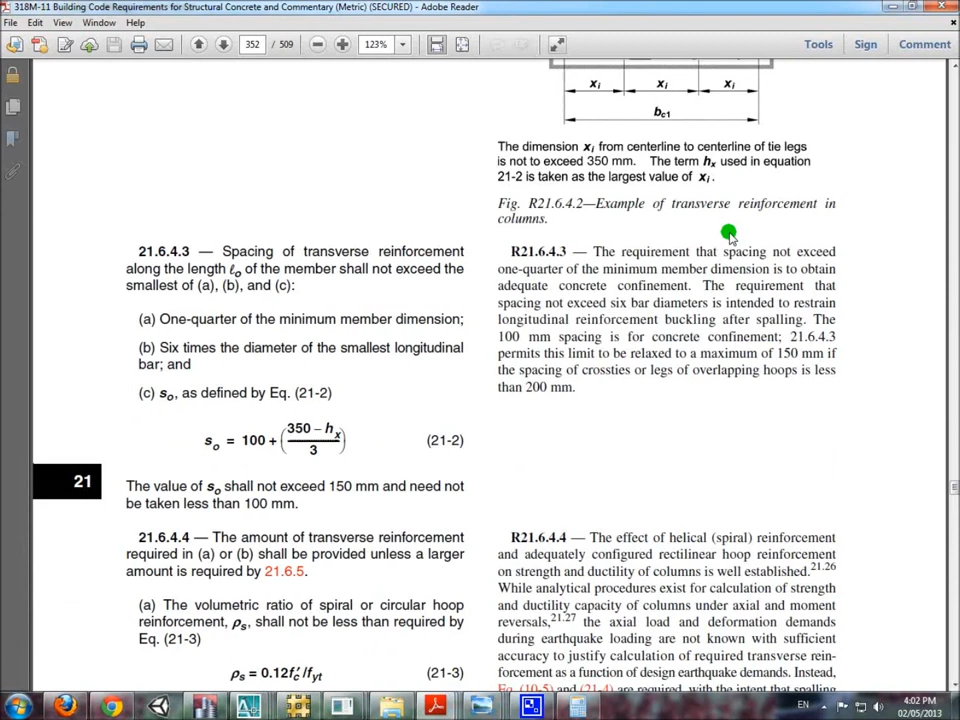 318M-11 Building Code Requirements for Structural Concrete and Commentary (Metric) (SECURED) - Adobe Reader
File Edit View Window Help
352 / 509 123% Tools Sign Comment
xi xi xi
bc1
The dimension xi from centerline to centerline of tie legs
is not to exceed 350 mm. The term hx used in equation
21-2 is taken as the largest value of xi.
Fig. R21.6.4.2—Example of transverse reinforcement in
columns.
21.6.4.3 — Spacing of transverse reinforcement
along the length ℓo of the member shall not exceed the
smallest of (a), (b), and (c):
(a) One-quarter of the minimum member dimension;
(b) Six times the diameter of the smallest longitudinal
bar; and
(c) so, as defined by Eq. (21-2)
so = 100 + (350 – hx / 3) (21-2)
21
The value of so shall not exceed 150 mm and need not
be taken less than 100 mm.
21.6.4.4 — The amount of transverse reinforcement
required in (a) or (b) shall be provided unless a larger
amount is required by 21.6.5.
(a) The volumetric ratio of spiral or circular hoop
reinforcement, ρs, shall not be less than required by
Eq. (21-3)
ρs = 0.12f′c/fyt (21-3)
R21.6.4.3 — The requirement that spacing not exceed
one-quarter of the minimum member dimension is to obtain
adequate concrete confinement. The requirement that
spacing not exceed six bar diameters is intended to restrain
longitudinal reinforcement buckling after spalling. The
100 mm spacing is for concrete confinement; 21.6.4.3
permits this limit to be relaxed to a maximum of 150 mm if
the spacing of crossties or legs of overlapping hoops is less
than 200 mm.
R21.6.4.4 — The effect of helical (spiral) reinforcement
and adequately configured rectilinear hoop reinforcement
on strength and ductility of columns is well established.21.26
While analytical procedures exist for calculation of strength
and ductility capacity of columns under axial and moment
reversals,21.27 the axial load and deformation demands
during earthquake loading are not known with sufficient
accuracy to justify calculation of required transverse rein-
forcement as a function of design earthquake demands. Instead,
Eq. (10-5) and (21-4) are required, with the intent that spalling
EN 4:02 PM
02/05/2013